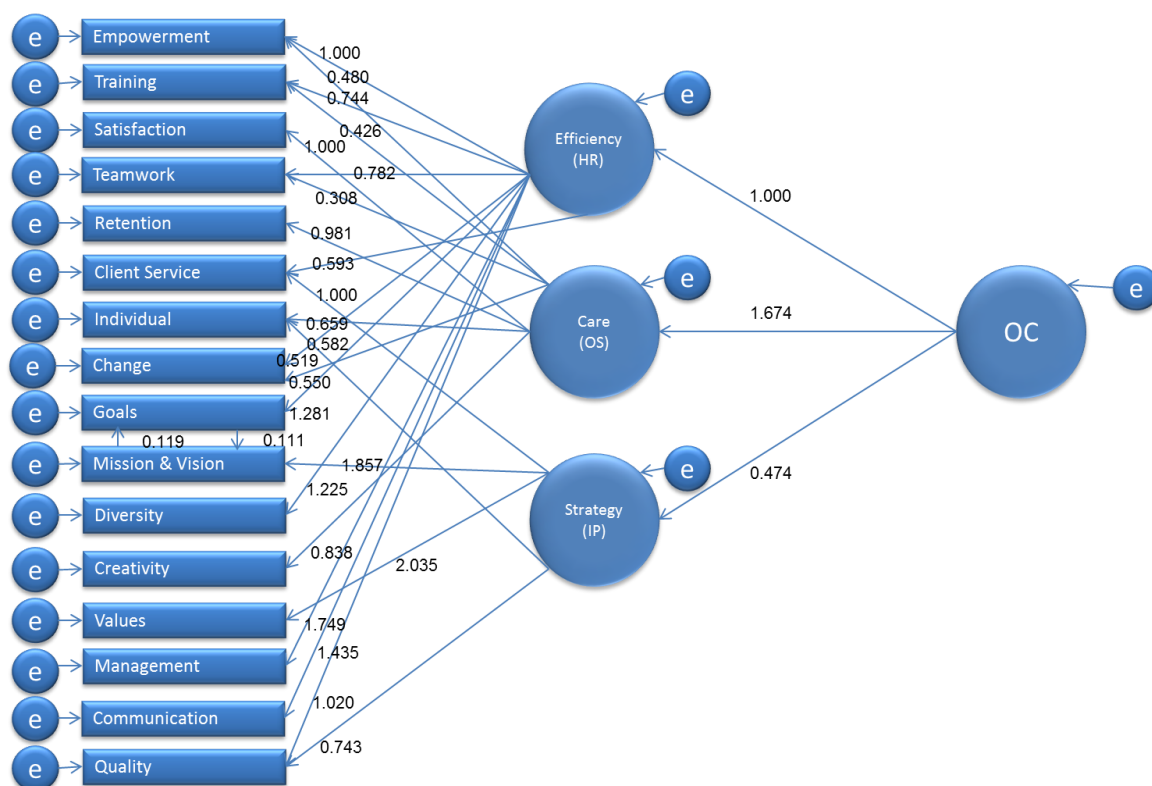 e Empowerment
1.000
e Training
0.480
0.744
e Satisfaction
0.426
1.000
e Teamwork
0.782
0.308
e Retention
0.981
e Client Service
0.593
1.000
e Individual
0.659
0.582
e Change
0.519
0.550
e Goals
1.281
0.119
0.111
e Mission & Vision
1.857
1.225
e Diversity
0.838
e Creativity
2.035
e Values
1.749
e Management
1.435
1.020
e Communication
0.743
e Quality
Efficiency
(HR)
e
Care
(OS)
e
Strategy
(IP)
e
1.000
1.674
0.474
OC
e